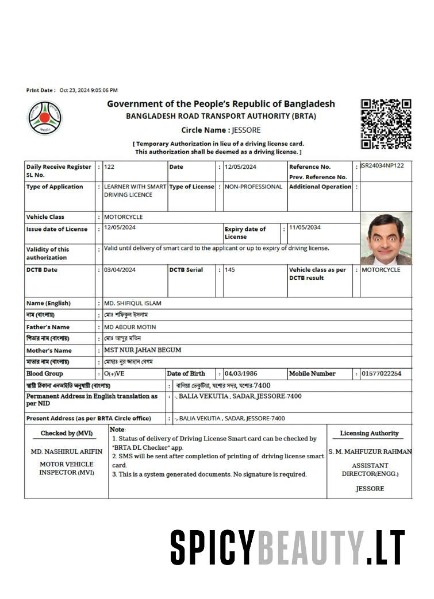 Print Date : Oct 23, 2024 9:05:06 PM
Government of the People's Republic of Bangladesh
BANGLADESH ROAD TRANSPORT AUTHORITY (BRTA)
Circle Name : JESSORE
[ Temporary Authorization in lieu of a driving license card.
This authorization shall be deemed as a driving license. ]
Daily Receive Register SL No. : 122 Date : 12/05/2024 Reference No. : JSR24034NP122
Prev. Reference No.
Type of Application : LEARNER WITH SMART DRIVING LICENCE Type of License : NON-PROFESSIONAL Additional Operation :
Vehicle Class : MOTORCYCLE
Issue date of License : 12/05/2024 Expiry date of License : 11/05/2034
Validity of this authorization : Valid until delivery of smart card to the applicant or up to expiry of driving license.
DCTB Date : 03/04/2024 DCTB Serial : 145 Vehicle class as per DCTB result : MOTORCYCLE
Name (English) : MD. SHIFIQUL ISLAM
নাম (বাংলায়) : মোঃ শফিকুল ইসলাম
Father's Name : MD ABDUR MOTIN
পিতার নাম (বাংলায়) : মোঃ আব্দুর মতিন
Mother's Name : MST NUR JAHAN BEGUM
মাতার নাম (বাংলায়) : মোছাঃ নুর জাহান বেগম
Blood Group : O(+)VE Date of Birth : 04/03/1986 Mobile Number : 01577022264
স্থায়ী ঠিকানা এনআইডি অনুযায়ী (বাংলায়) : বালিয়া ভেকুটিয়া, যশোর সদর, যশোর-7400
Permanent Address in English translation as per NID : -, BALIA VEKUTIA , SADAR, JESSORE-7400
Present Address (as per BRTA Circle office) : -, BALIA VEKUTIA , SADAR, JESSORE-7400
Checked by (MVI)
MD. NASHIRUL ARIFIN
MOTOR VEHICLE
INSPECTOR (MVI)
Note
1. Status of delivery of Driving License Smart card can be checked by
"BRTA DL Checker" app.
2. SMS will be sent after completion of printing of driving license smart
card.
3. This is a system generated documents. No signature is required.
Licensing Authority
S. M. MAHFUZUR RAHMAN
ASSISTANT
DIRECTOR(ENGG.)
JESSORE
SPICYBEAUTY.LT